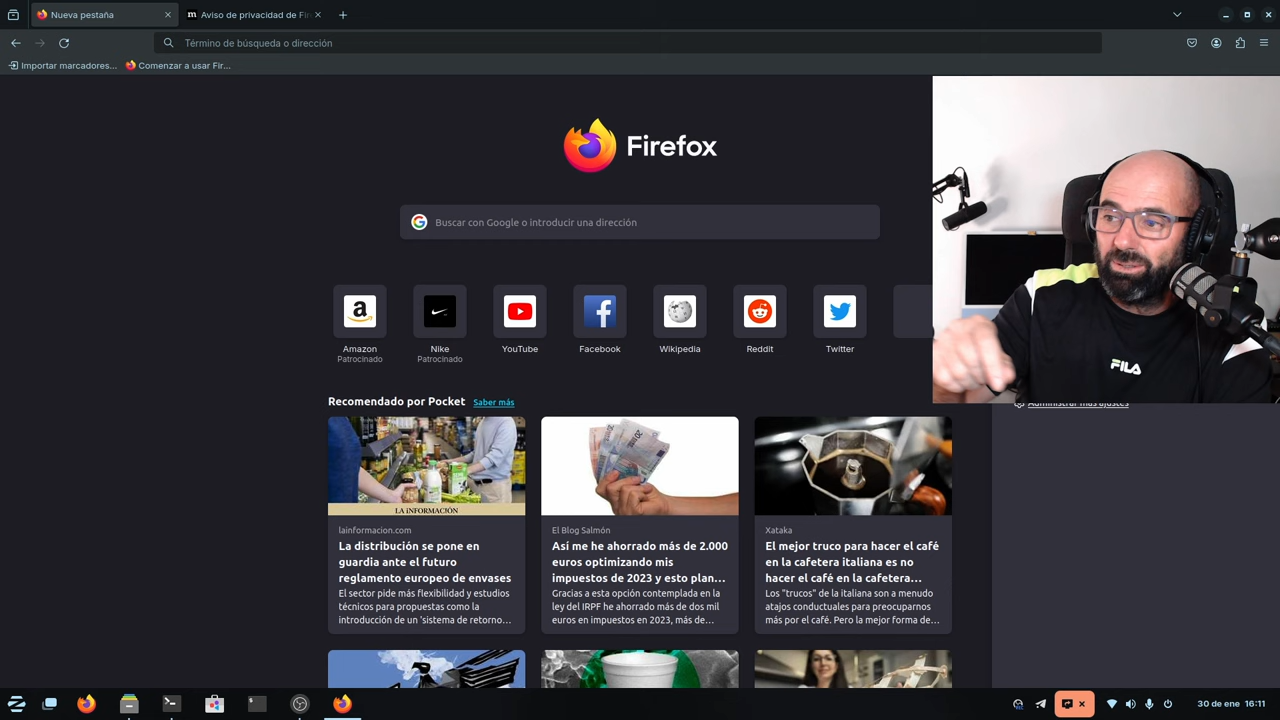 Nueva pestaña
Aviso de privacidad de Fir
Término de búsqueda o dirección
Importar marcadores...
Comenzar a usar Fir...
Firefox
Buscar con Google o introducir una dirección
Amazon
Patrocinado
Nike
Patrocinado
YouTube
Facebook
Wikipedia
Reddit
Twitter
FILA
Recomendado por Pocket
Saber más
Administrar más ajustes
LA INFORMACIÓN
lainformacion.com
La distribución se pone en
guardia ante el futuro
reglamento europeo de envases
El sector pide más flexibilidad y estudios
técnicos para propuestas como la
introducción de un 'sistema de retorno...
El Blog Salmón
Así me he ahorrado más de 2.000
euros optimizando mis
impuestos de 2023 y esto plan...
Gracias a esta opción contemplada en la
ley del IRPF he ahorrado más de dos mil
euros en impuestos en 2023, más de...
Xataka
El mejor truco para hacer el café
en la cafetera italiana es no
hacer el café en la cafetera...
Los "trucos" de la italiana son a menudo
atajos conductuales para preocuparnos
más por el café. Pero la mejor forma de...
30 de ene 16:11